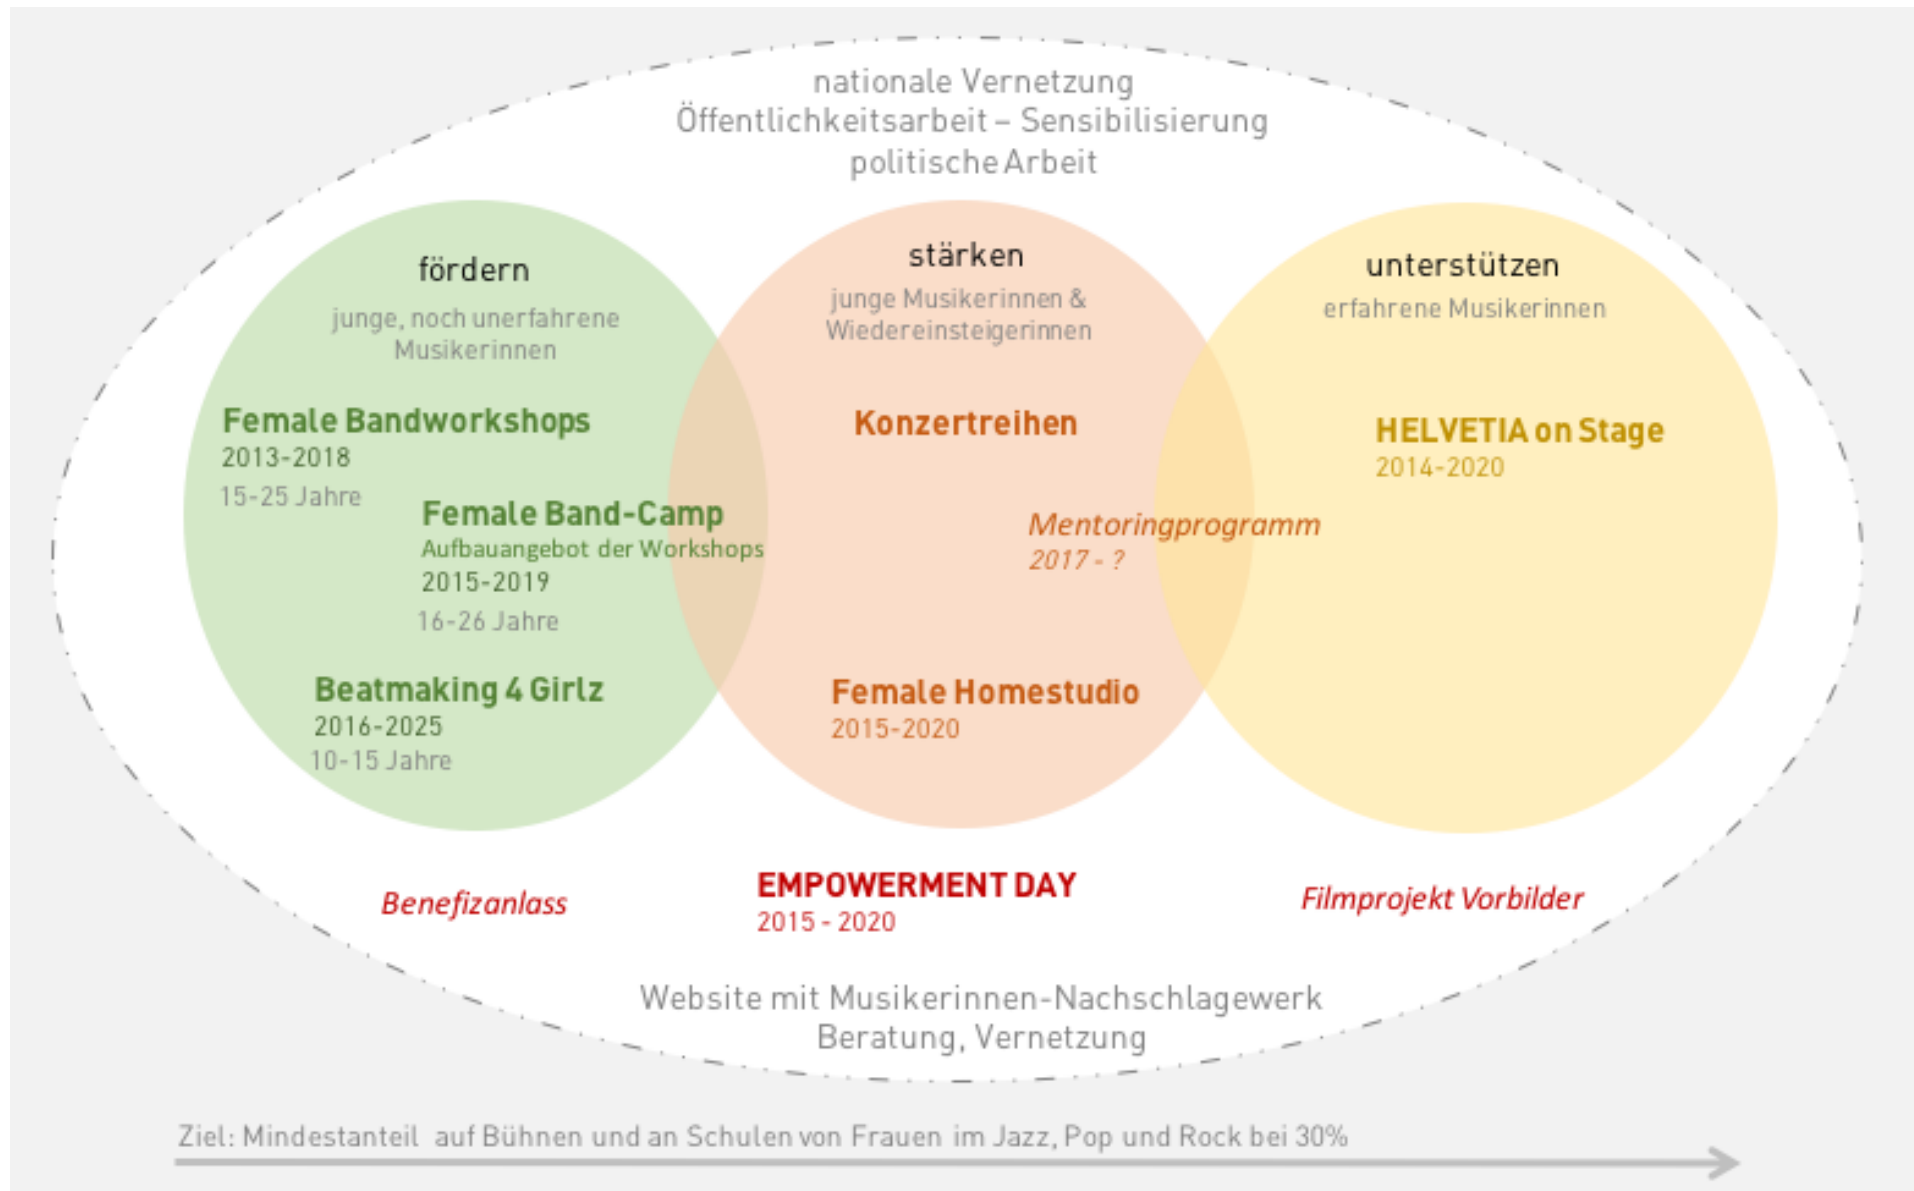 nationale Vernetzung
Öffentlichkeitsarbeit – Sensibilisierung
politische Arbeit
fördern
junge, noch unerfahrene
Musikerinnen
Female Bandworkshops
2013-2018
15-25 Jahre
Female Band-Camp
Aufbauangebot der Workshops
2015-2019
16-26 Jahre
Beatmaking 4 Girlz
2016-2025
10-15 Jahre
stärken
junge Musikerinnen &
Wiedereinsteigerinnen
Konzertreihen
Mentoringprogramm
2017 - ?
Female Homestudio
2015-2020
unterstützen
erfahrene Musikerinnen
HELVETIA on Stage
2014-2020
Benefizanlass
EMPOWERMENT DAY
2015 - 2020
Filmprojekt Vorbilder
Website mit Musikerinnen-Nachschlagewerk
Beratung, Vernetzung
Ziel: Mindestanteil auf Bühnen und an Schulen von Frauen im Jazz, Pop und Rock bei 30%